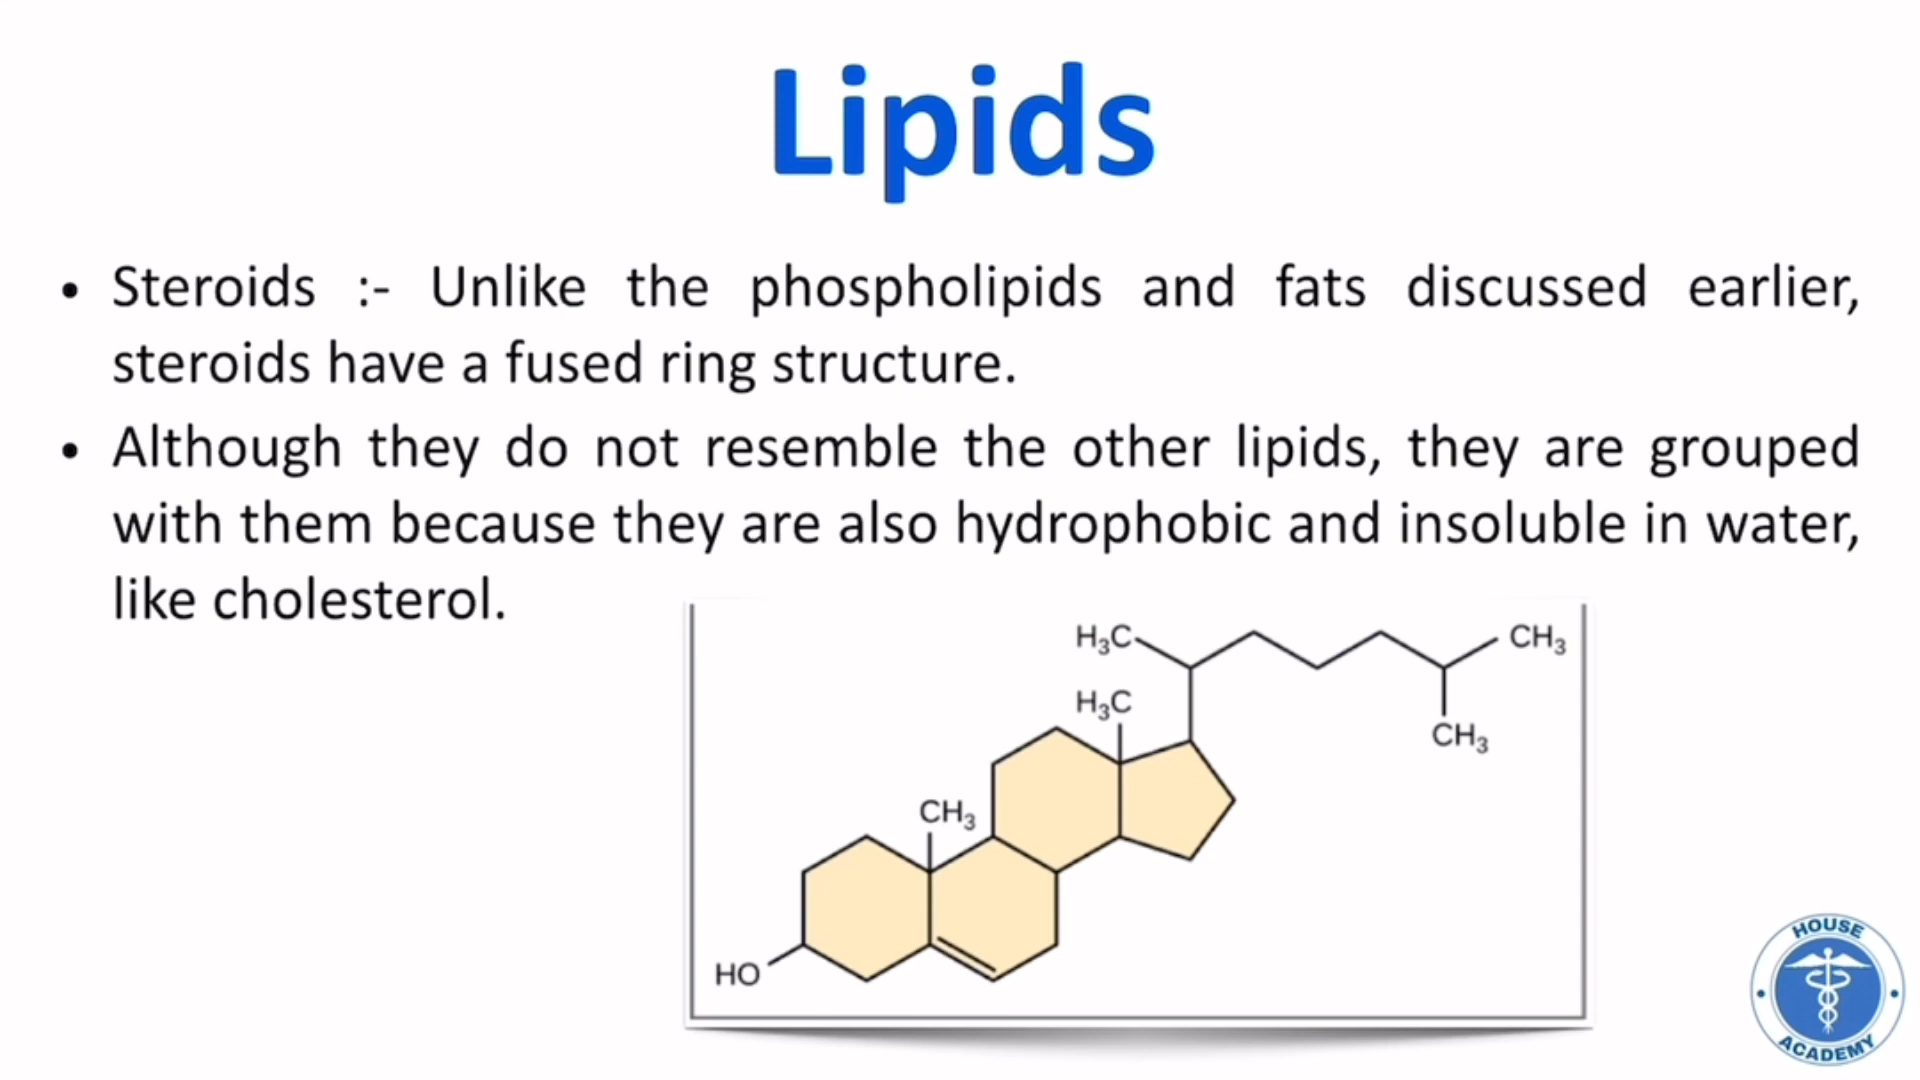 Lipids
• Steroids :- Unlike the phospholipids and fats discussed earlier,
steroids have a fused ring structure.
• Although they do not resemble the other lipids, they are grouped
with them because they are also hydrophobic and insoluble in water,
like cholesterol.
H₃C
CH₃
H₃C
CH₃
CH₃
HO
HOUSE
ACADEMY